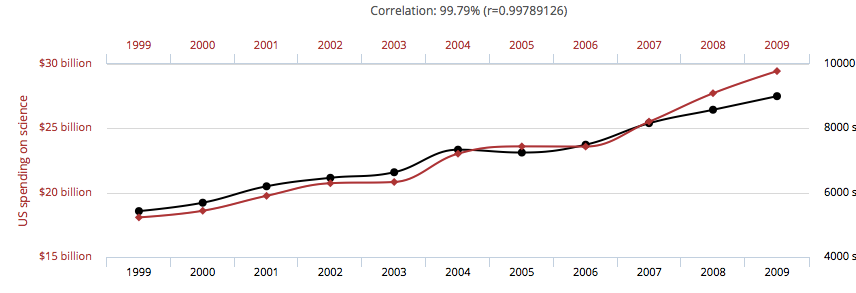 Correlation: 99.79% (r=0.99789126)
1999 2000 2001 2002 2003 2004 2005 2006 2007 2008 2009
$30 billion 10000 s
US spending on science
$25 billion 8000 s
$20 billion 6000 s
$15 billion 4000 s
1999 2000 2001 2002 2003 2004 2005 2006 2007 2008 2009